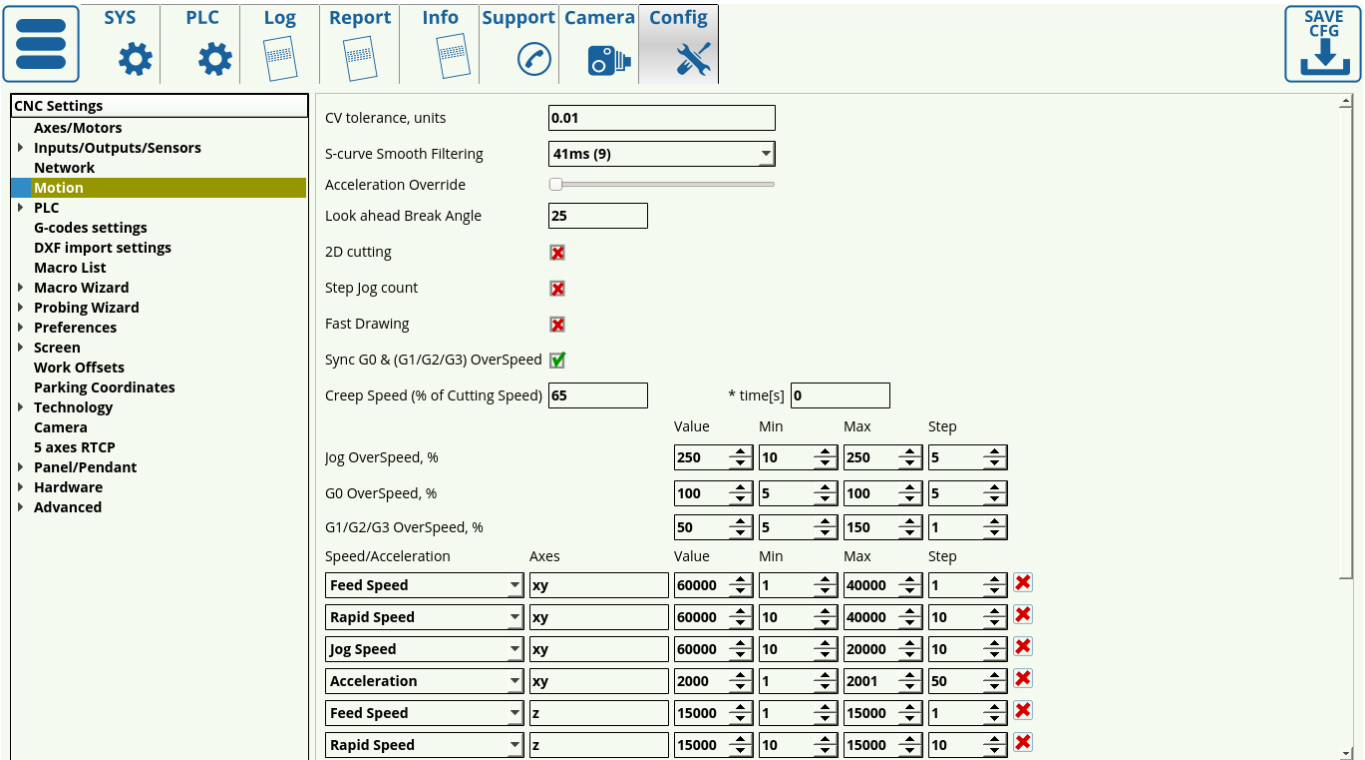 SYS PLC Log Report Info Support Camera Config SAVE CFG
CNC Settings
Axes/Motors
Inputs/Outputs/Sensors
Network
Motion
PLC
G-codes settings
DXF import settings
Macro List
Macro Wizard
Probing Wizard
Preferences
Screen
Work Offsets
Parking Coordinates
Technology
Camera
5 axes RTCP
Panel/Pendant
Hardware
Advanced
CV tolerance, units 0.01
S-curve Smooth Filtering 41ms (9)
Acceleration Override
Look ahead Break Angle 25
2D cutting
Step Jog count
Fast Drawing
Sync G0 & (G1/G2/G3) OverSpeed
Creep Speed (% of Cutting Speed) 65 * time[s] 0
Value Min Max Step
Jog OverSpeed, % 250 10 250 5
G0 OverSpeed, % 100 5 100 5
G1/G2/G3 OverSpeed, % 50 5 150 1
Speed/Acceleration Axes Value Min Max Step
Feed Speed xy 60000 1 40000 1
Rapid Speed xy 60000 10 40000 10
Jog Speed xy 60000 10 20000 10
Acceleration xy 2000 1 2001 50
Feed Speed z 15000 1 15000 1
Rapid Speed z 15000 10 15000 10